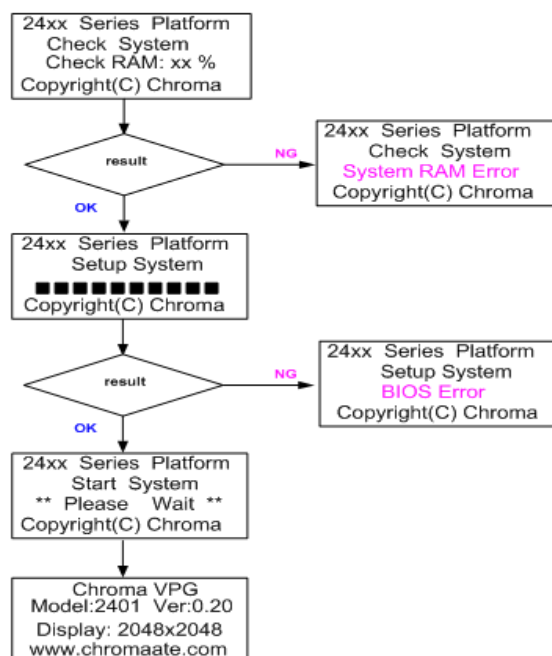 24xx Series Platform
Check System
Check RAM: xx %
Copyright(C) Chroma
result
NG
24xx Series Platform
Check System
System RAM Error
Copyright(C) Chroma
OK
24xx Series Platform
Setup System
■■■■■■■■■■
Copyright(C) Chroma
result
NG
24xx Series Platform
Setup System
BIOS Error
Copyright(C) Chroma
OK
24xx Series Platform
Start System
** Please Wait **
Copyright(C) Chroma
Chroma VPG
Model:2401 Ver:0.20
Display: 2048x2048
www.chromaate.com